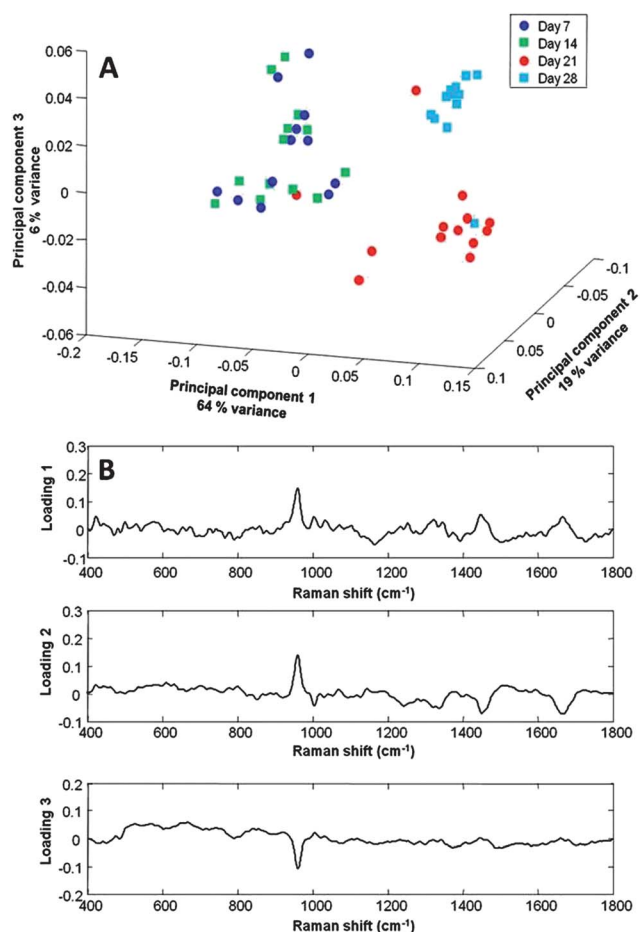 A
Day 7
Day 14
Day 21
Day 28
0.06
0.04
0.02
0
-0.02
-0.04
-0.06
Principal component 3
6 % variance
-0.2
-0.15
-0.1
-0.05
0
0.05
0.1
0.15
Principal component 1
64 % variance
0.1
0.05
0
-0.05
-0.1
Principal component 2
19 % variance
B
Loading 1
0.3
0.2
0.1
0
-0.1
400 600 800 1000 1200 1400 1600 1800
Raman shift (cm-1)
Loading 2
0.3
0.2
0.1
0
-0.1
400 600 800 1000 1200 1400 1600 1800
Raman shift (cm-1)
Loading 3
0.2
0.1
0
-0.1
-0.2
400 600 800 1000 1200 1400 1600 1800
Raman shift (cm-1)